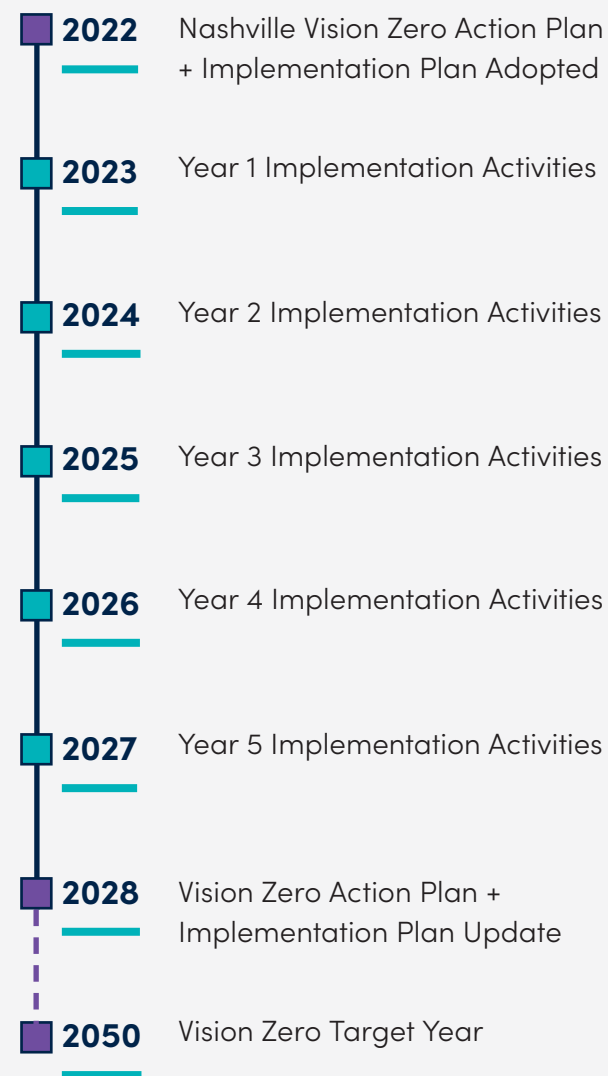 2022 Nashville Vision Zero Action Plan
+ Implementation Plan Adopted
2023 Year 1 Implementation Activities
2024 Year 2 Implementation Activities
2025 Year 3 Implementation Activities
2026 Year 4 Implementation Activities
2027 Year 5 Implementation Activities
2028 Vision Zero Action Plan +
Implementation Plan Update
2050 Vision Zero Target Year